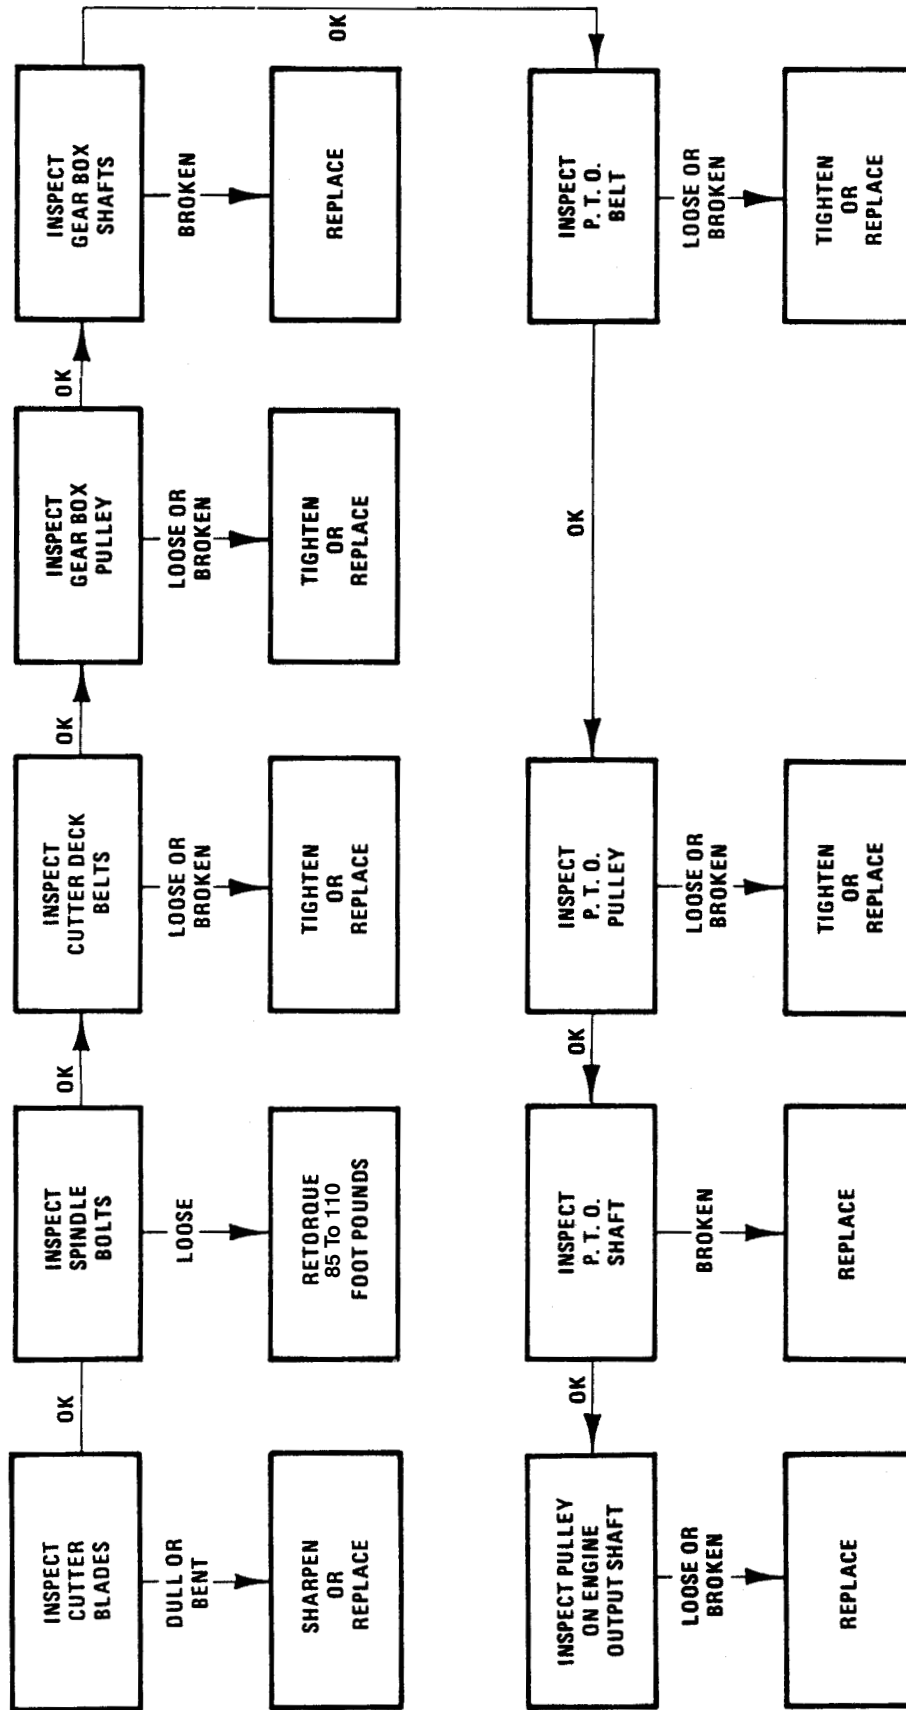 INSPECT
CUTTER
BLADES
OK
DULL OR
BENT
SHARPEN
OR
REPLACE
INSPECT
SPINDLE
BOLTS
OK
LOOSE
RETORQUE
85 To 110
FOOT POUNDS
INSPECT
CUTTER DECK
BELTS
OK
LOOSE OR
BROKEN
TIGHTEN
OR
REPLACE
INSPECT
GEAR BOX
PULLEY
OK
LOOSE OR
BROKEN
TIGHTEN
OR
REPLACE
INSPECT
GEAR BOX
SHAFTS
OK
BROKEN
REPLACE
INSPECT
P. T. O.
BELT
OK
LOOSE OR
BROKEN
TIGHTEN
OR
REPLACE
INSPECT
P. T. O.
PULLEY
OK
LOOSE OR
BROKEN
TIGHTEN
OR
REPLACE
INSPECT
P. T. O.
SHAFT
OK
BROKEN
REPLACE
INSPECT PULLEY
ON ENGINE
OUTPUT SHAFT
LOOSE OR
BROKEN
REPLACE